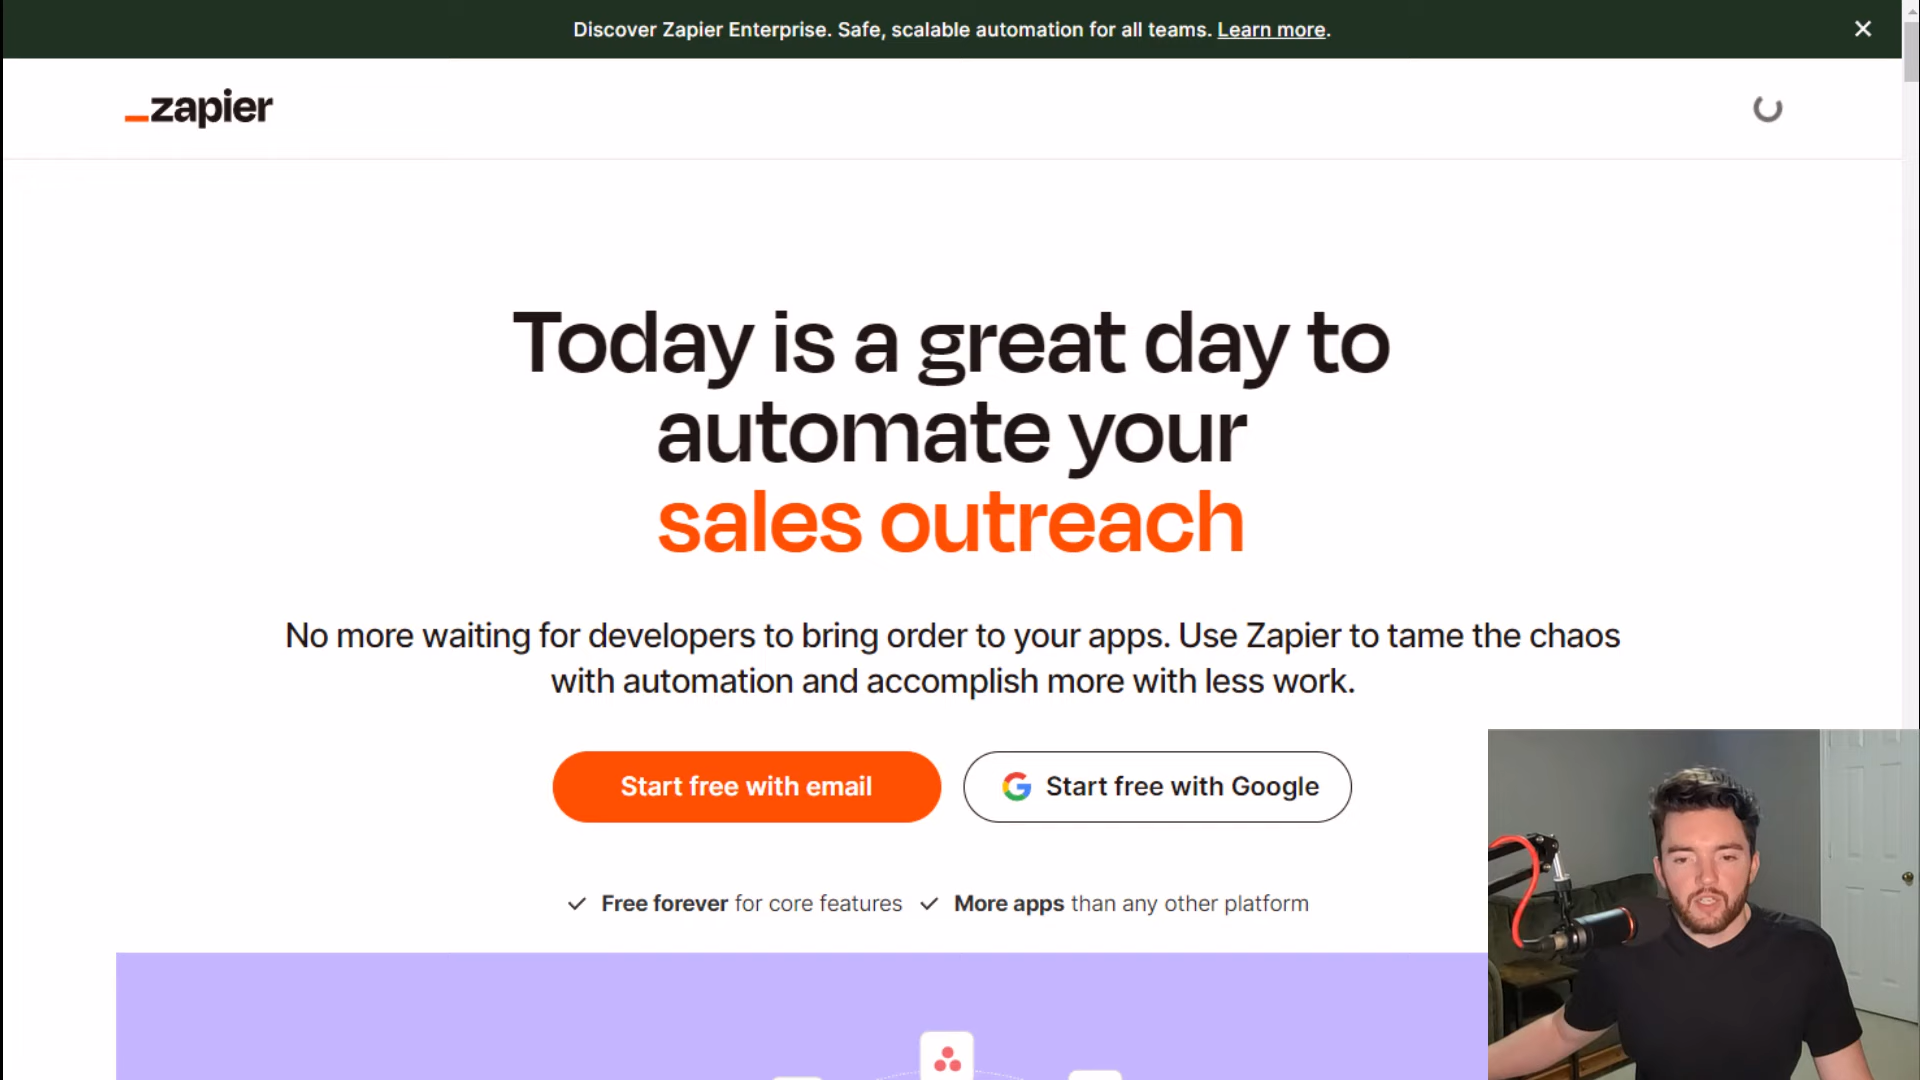 Discover Zapier Enterprise. Safe, scalable automation for all teams. Learn more.
_zapier
Today is a great day to
automate your
sales outreach
No more waiting for developers to bring order to your apps. Use Zapier to tame the chaos
with automation and accomplish more with less work.
Start free with email
Start free with Google
Free forever for core features
More apps than any other platform